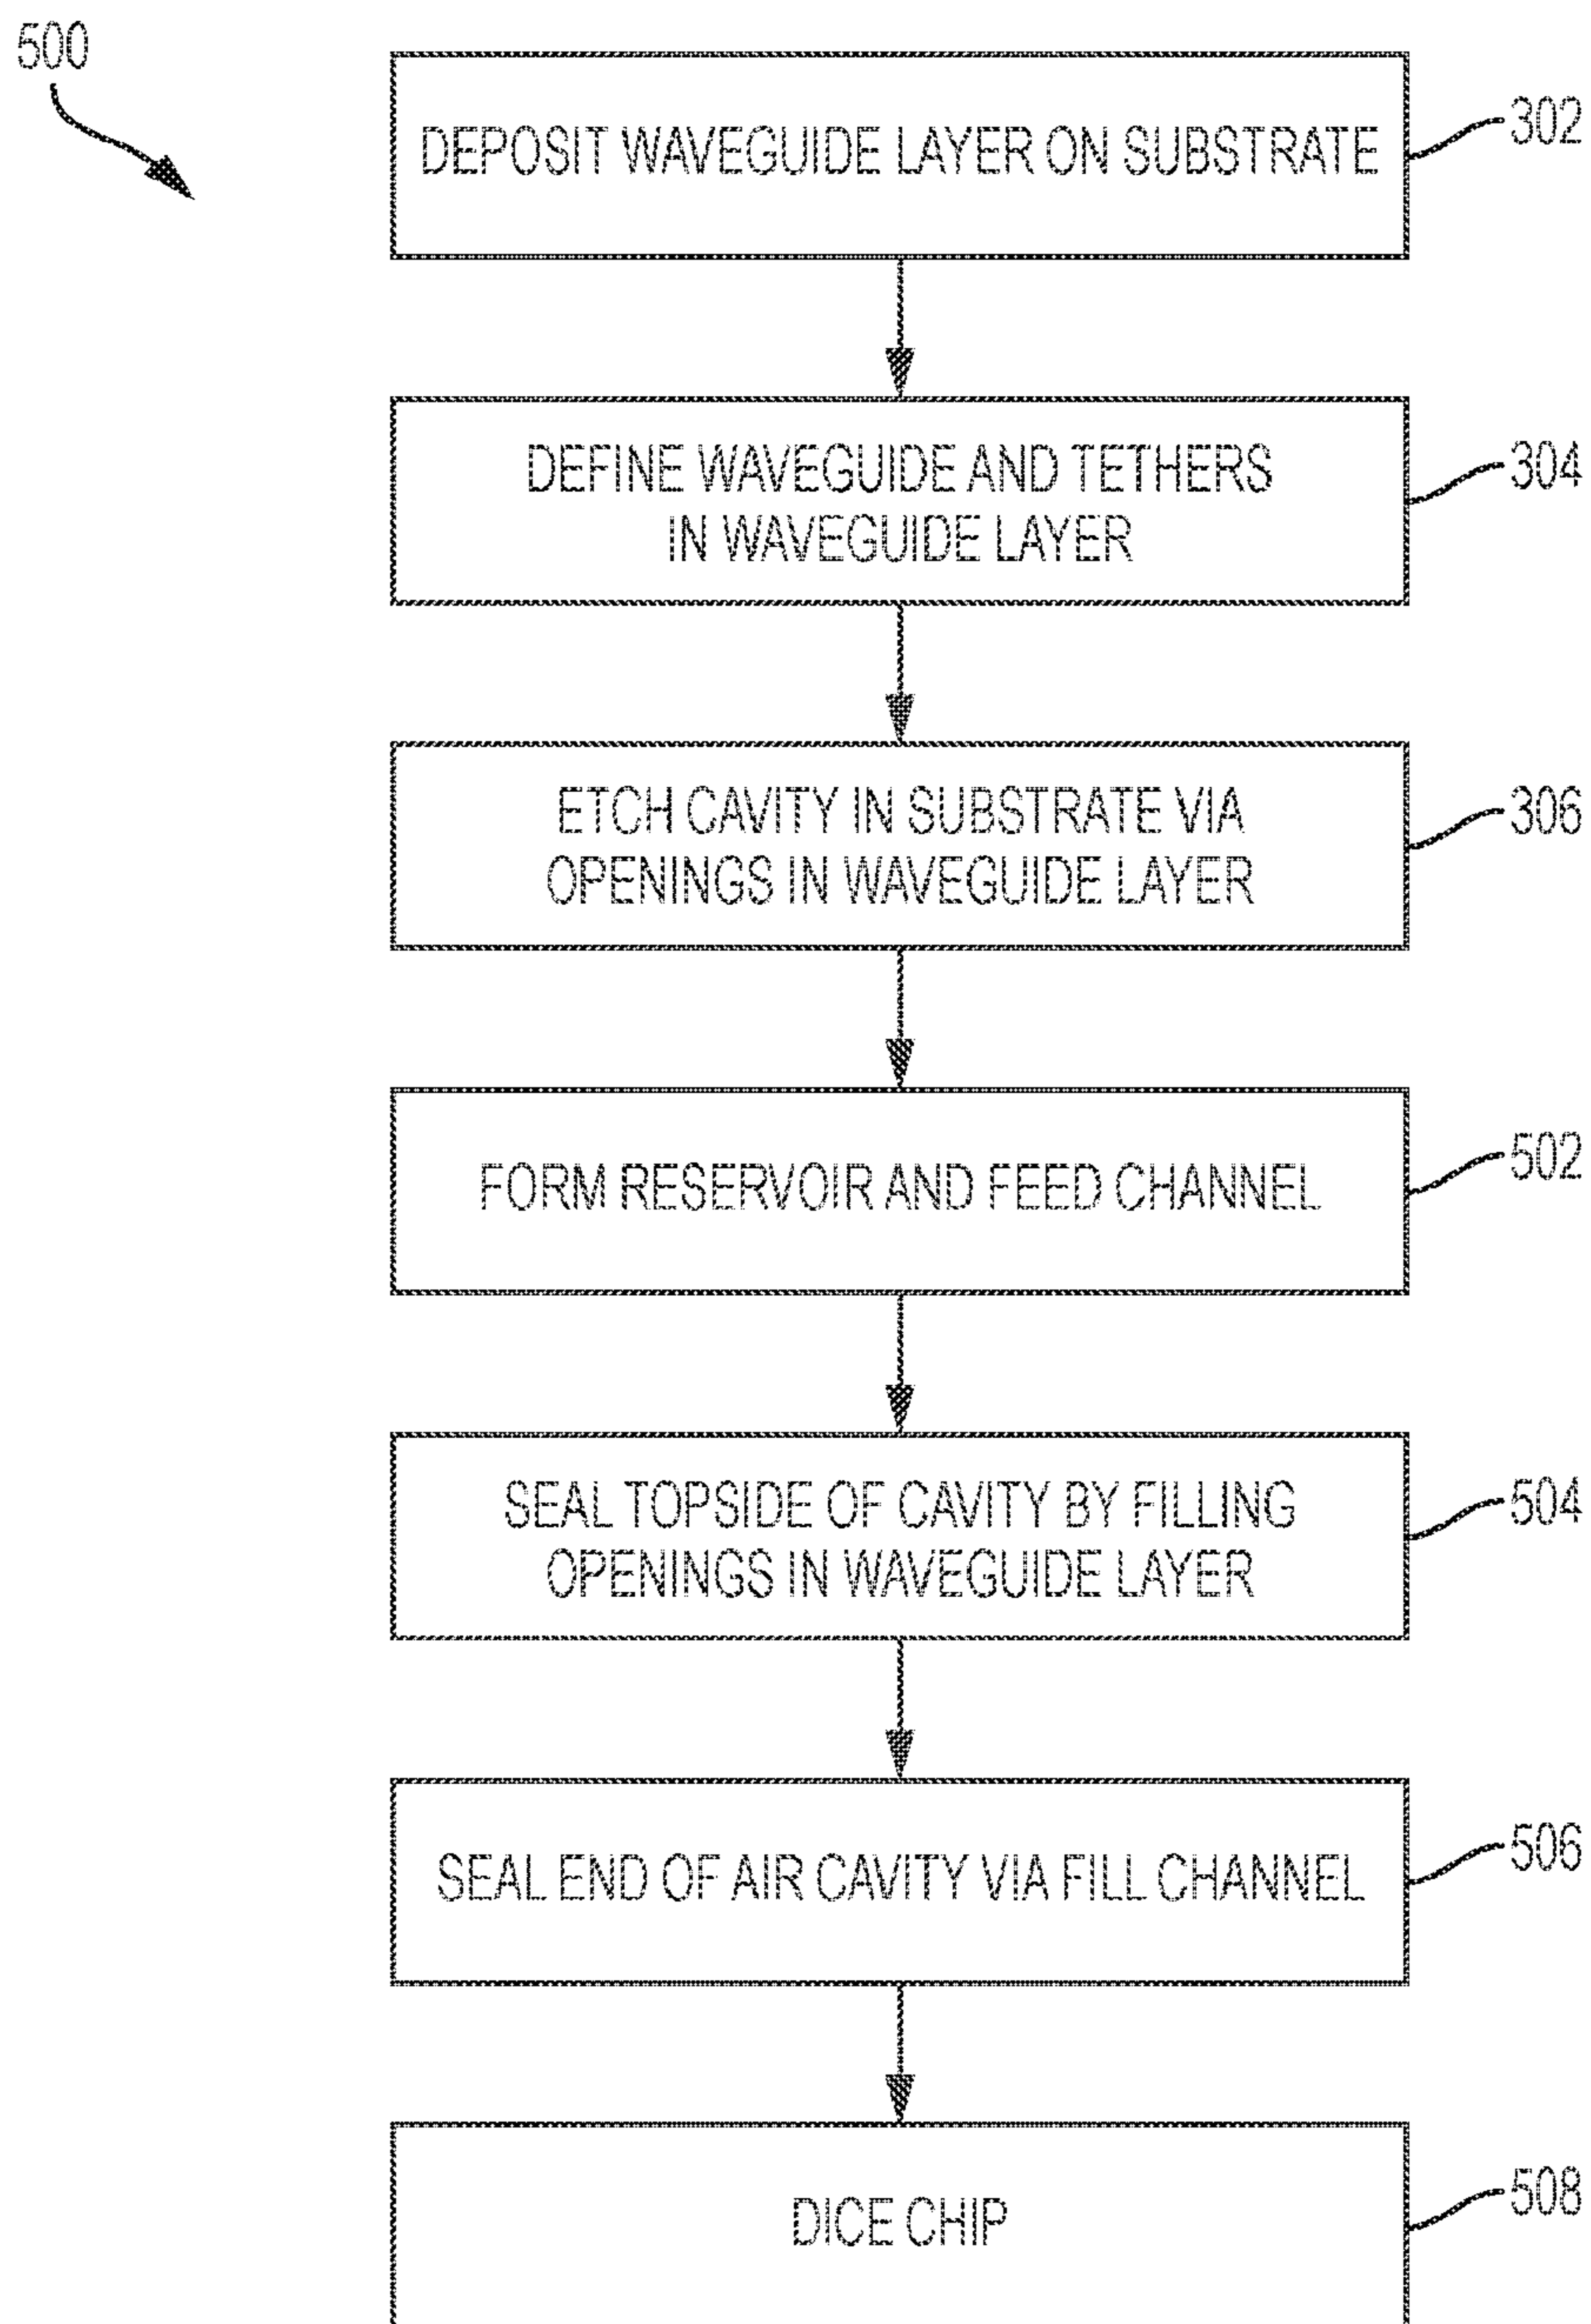 500
DEPOSIT WAVEGUIDE LAYER ON SUBSTRATE
302
DEFINE WAVEGUIDE AND TETHERS
IN WAVEGUIDE LAYER
304
ETCH CAVITY IN SUBSTRATE VIA
OPENINGS IN WAVEGUIDE LAYER
306
FORM RESERVOIR AND FEED CHANNEL
502
SEAL TOPSIDE OF CAVITY BY FILLING
OPENINGS IN WAVEGUIDE LAYER
504
SEAL END OF AIR CAVITY VIA FILL CHANNEL
506
DICE CHIP
508